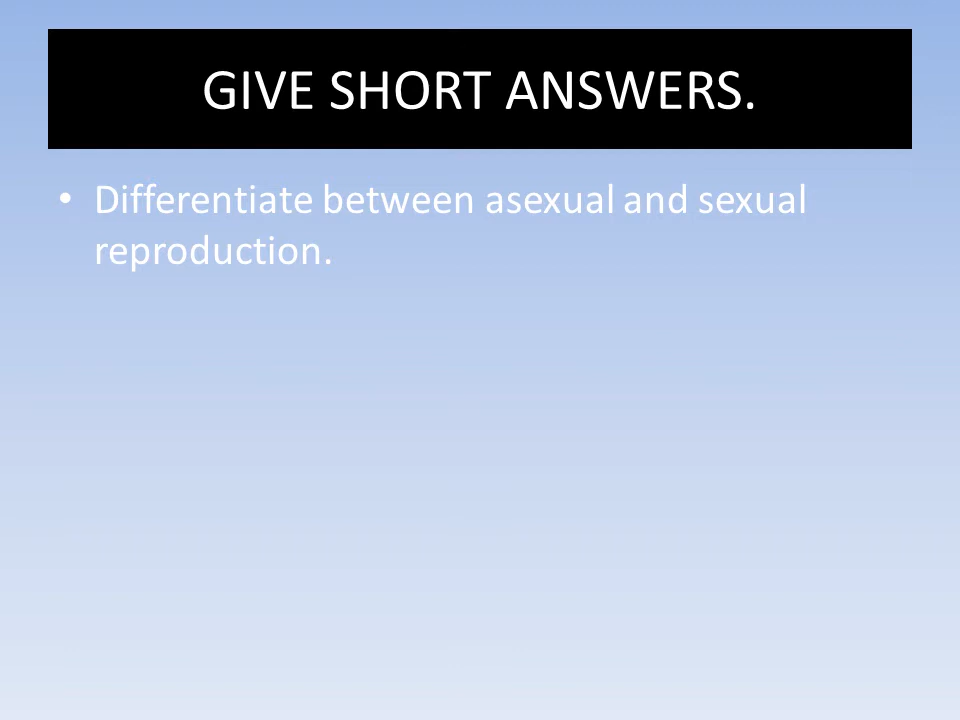 GIVE SHORT ANSWERS.
• Differentiate between asexual and sexual
reproduction.